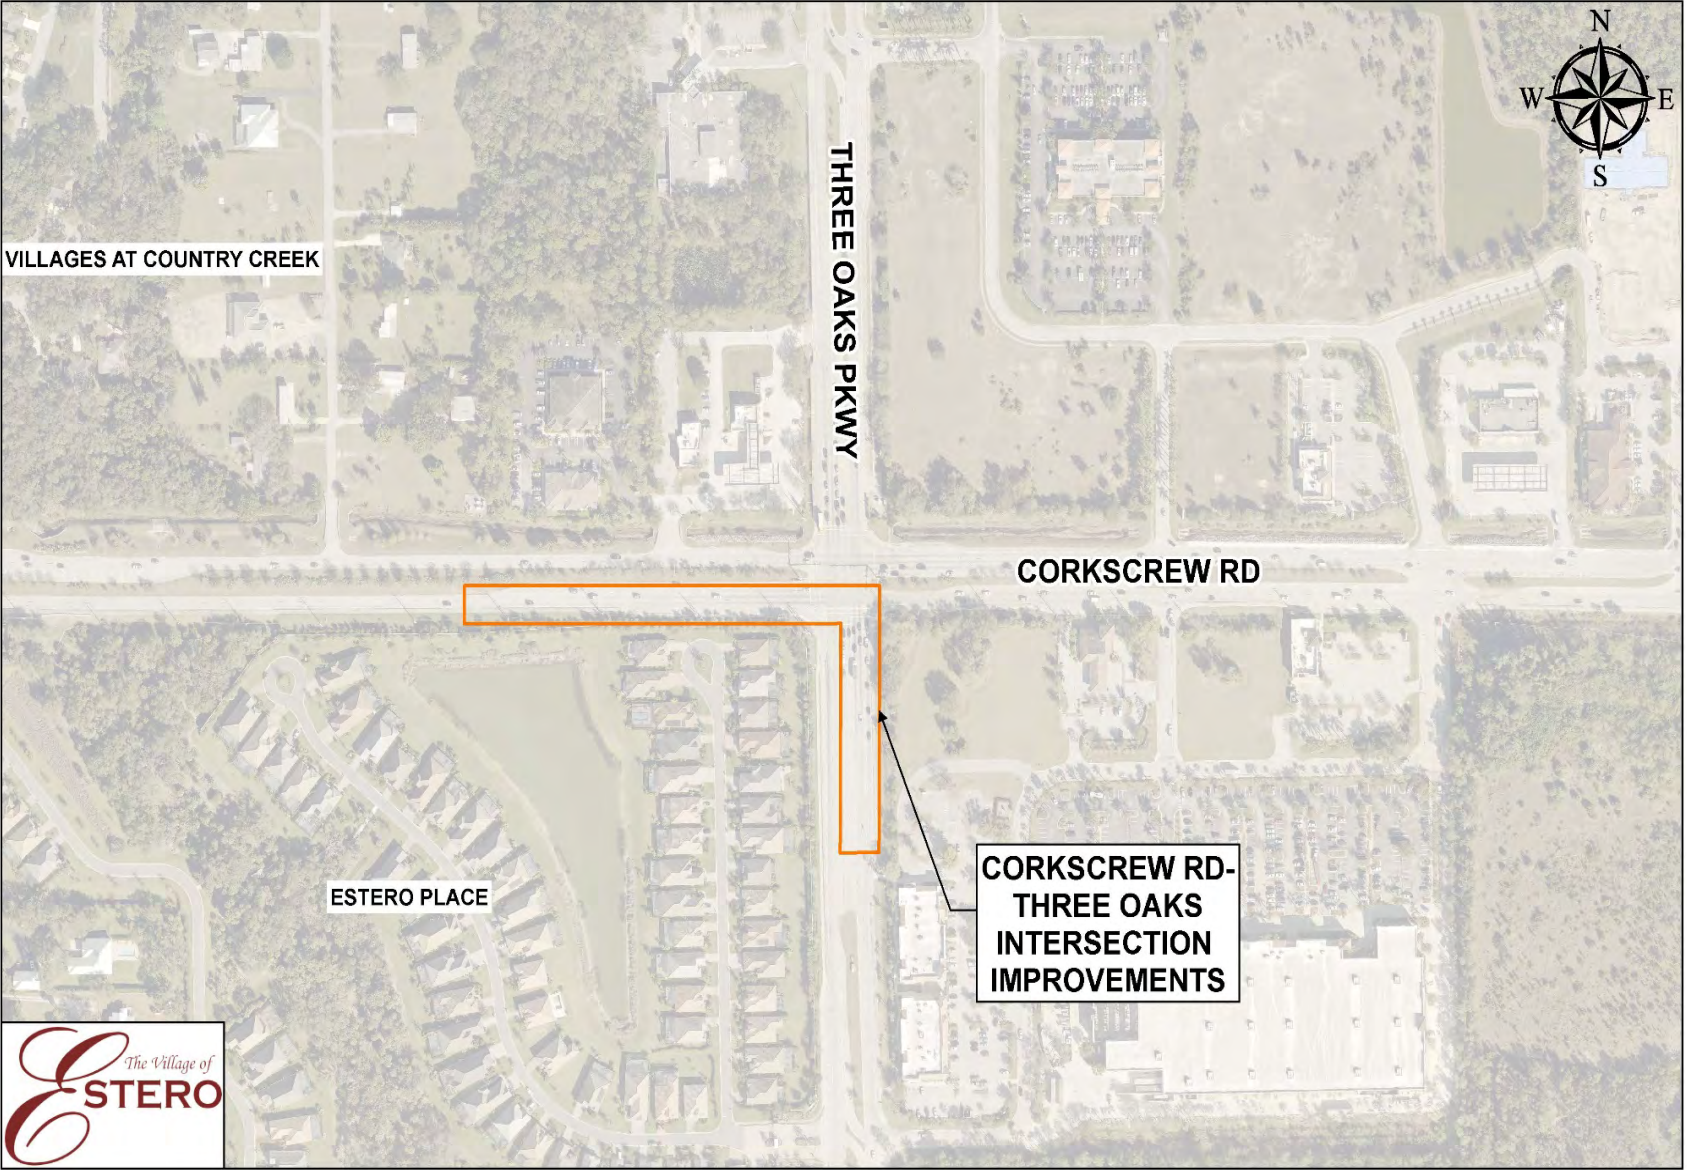 N
W E
S
THREE OAKS PKWY
VILLAGES AT COUNTRY CREEK
CORKSCREW RD
ESTERO PLACE
CORKSCREW RD-
THREE OAKS
INTERSECTION
IMPROVEMENTS
The Village of
ESTERO